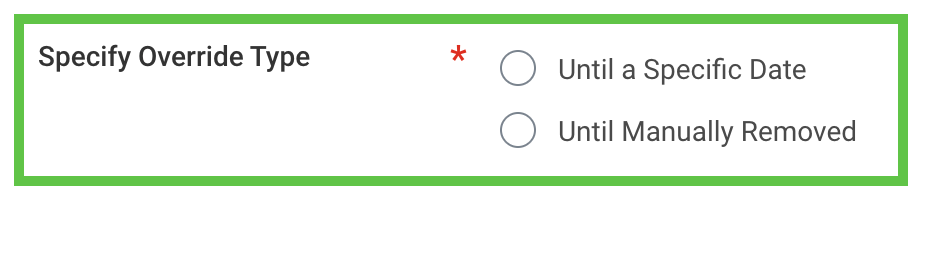 Specify Override Type *
Until a Specific Date
Until Manually Removed